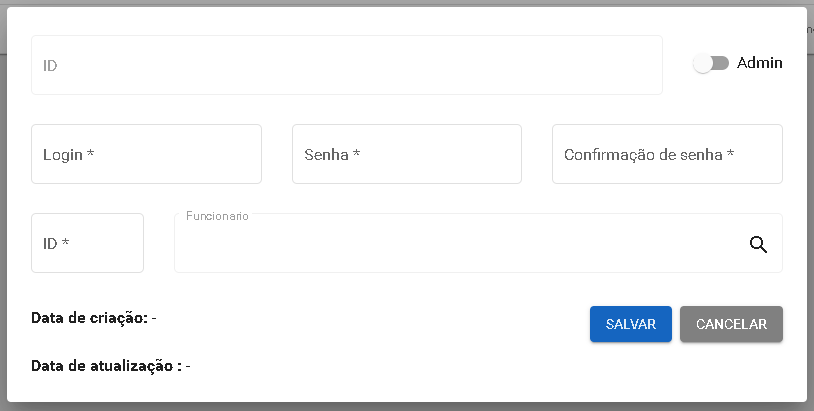 ID
Admin
Login *
Senha *
Confirmação de senha *
Funcionario
ID *
Data de criação: -
SALVAR
CANCELAR
Data de atualização : -